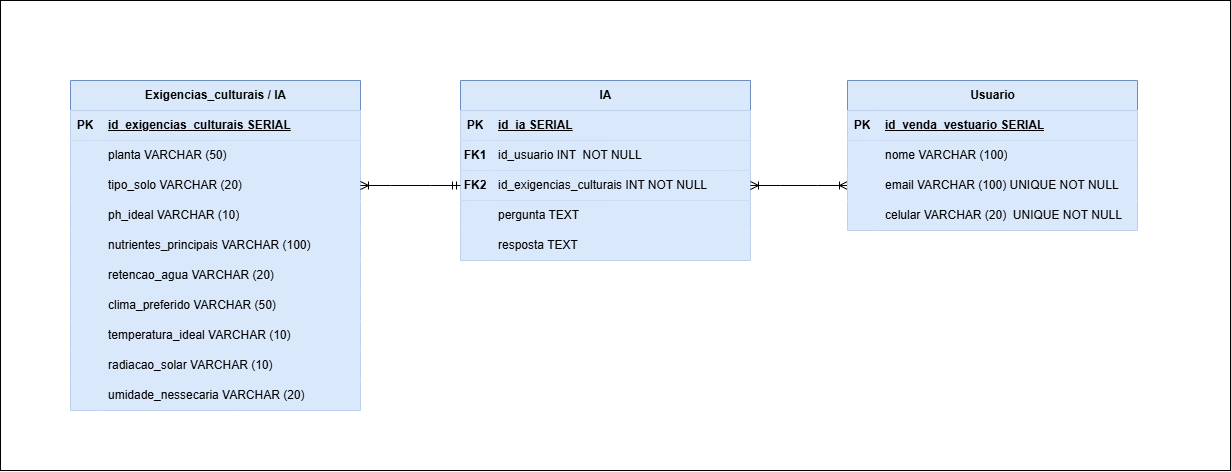 Exigencias_culturais / IA
PK id_exigencias_culturais SERIAL
planta VARCHAR (50)
tipo_solo VARCHAR (20)
ph_ideal VARCHAR (10)
nutrientes_principais VARCHAR (100)
retencao_agua VARCHAR (20)
clima_preferido VARCHAR (50)
temperatura_ideal VARCHAR (10)
radiacao_solar VARCHAR (10)
umidade_nessecaria VARCHAR (20)
IA
PK id_ia SERIAL
FK1 id_usuario INT NOT NULL
FK2 id_exigencias_culturais INT NOT NULL
pergunta TEXT
resposta TEXT
Usuario
PK id_venda_vestuario SERIAL
nome VARCHAR (100)
email VARCHAR (100) UNIQUE NOT NULL
celular VARCHAR (20) UNIQUE NOT NULL